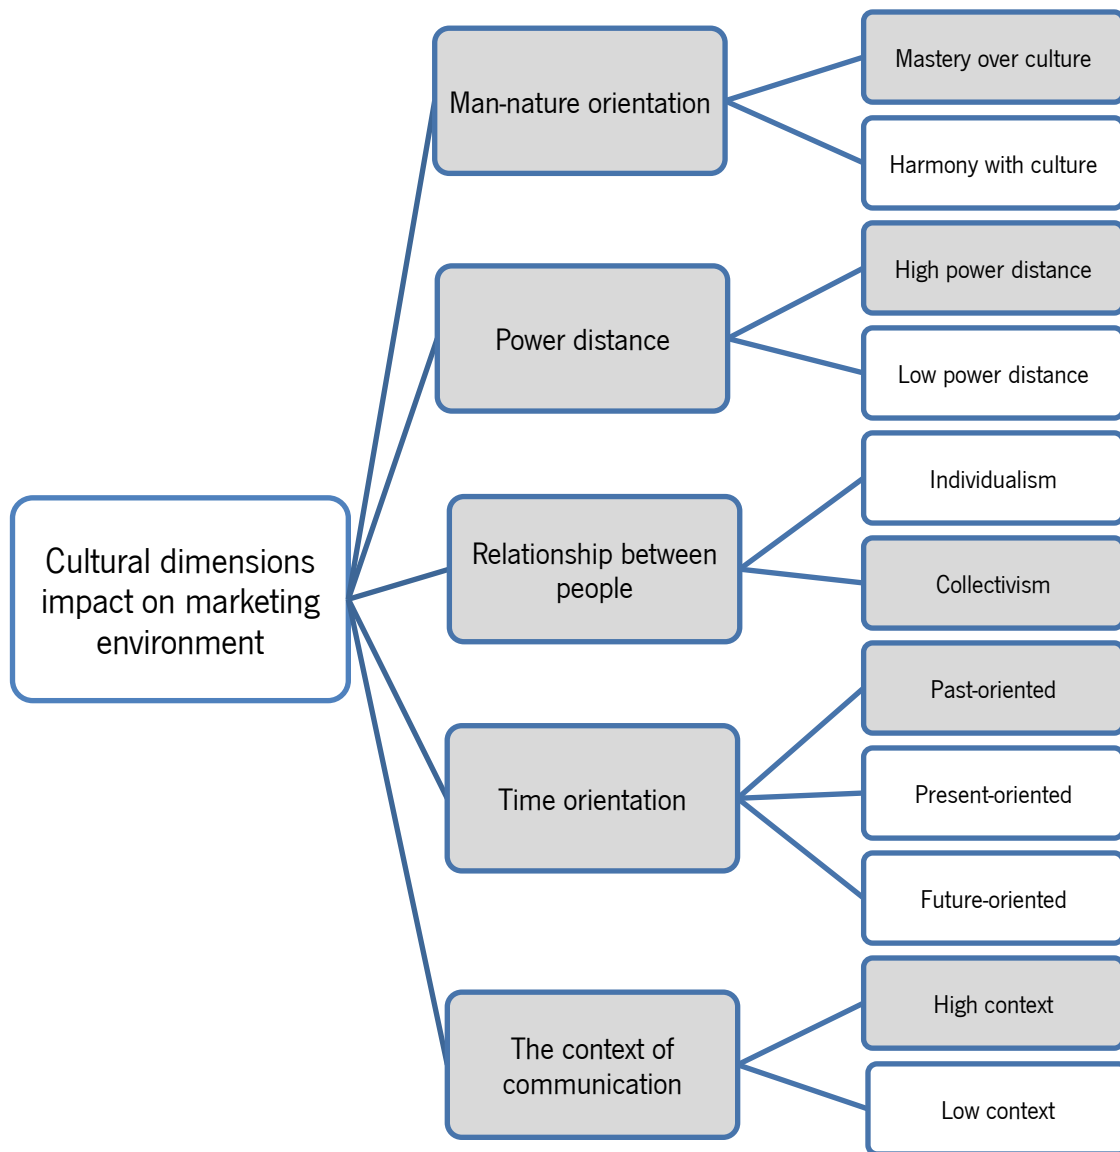 Cultural dimensions
impact on marketing
environment
Man-nature orientation
Mastery over culture
Harmony with culture
Power distance
High power distance
Low power distance
Relationship between
people
Individualism
Collectivism
Time orientation
Past-oriented
Present-oriented
Future-oriented
The context of
communication
High context
Low context